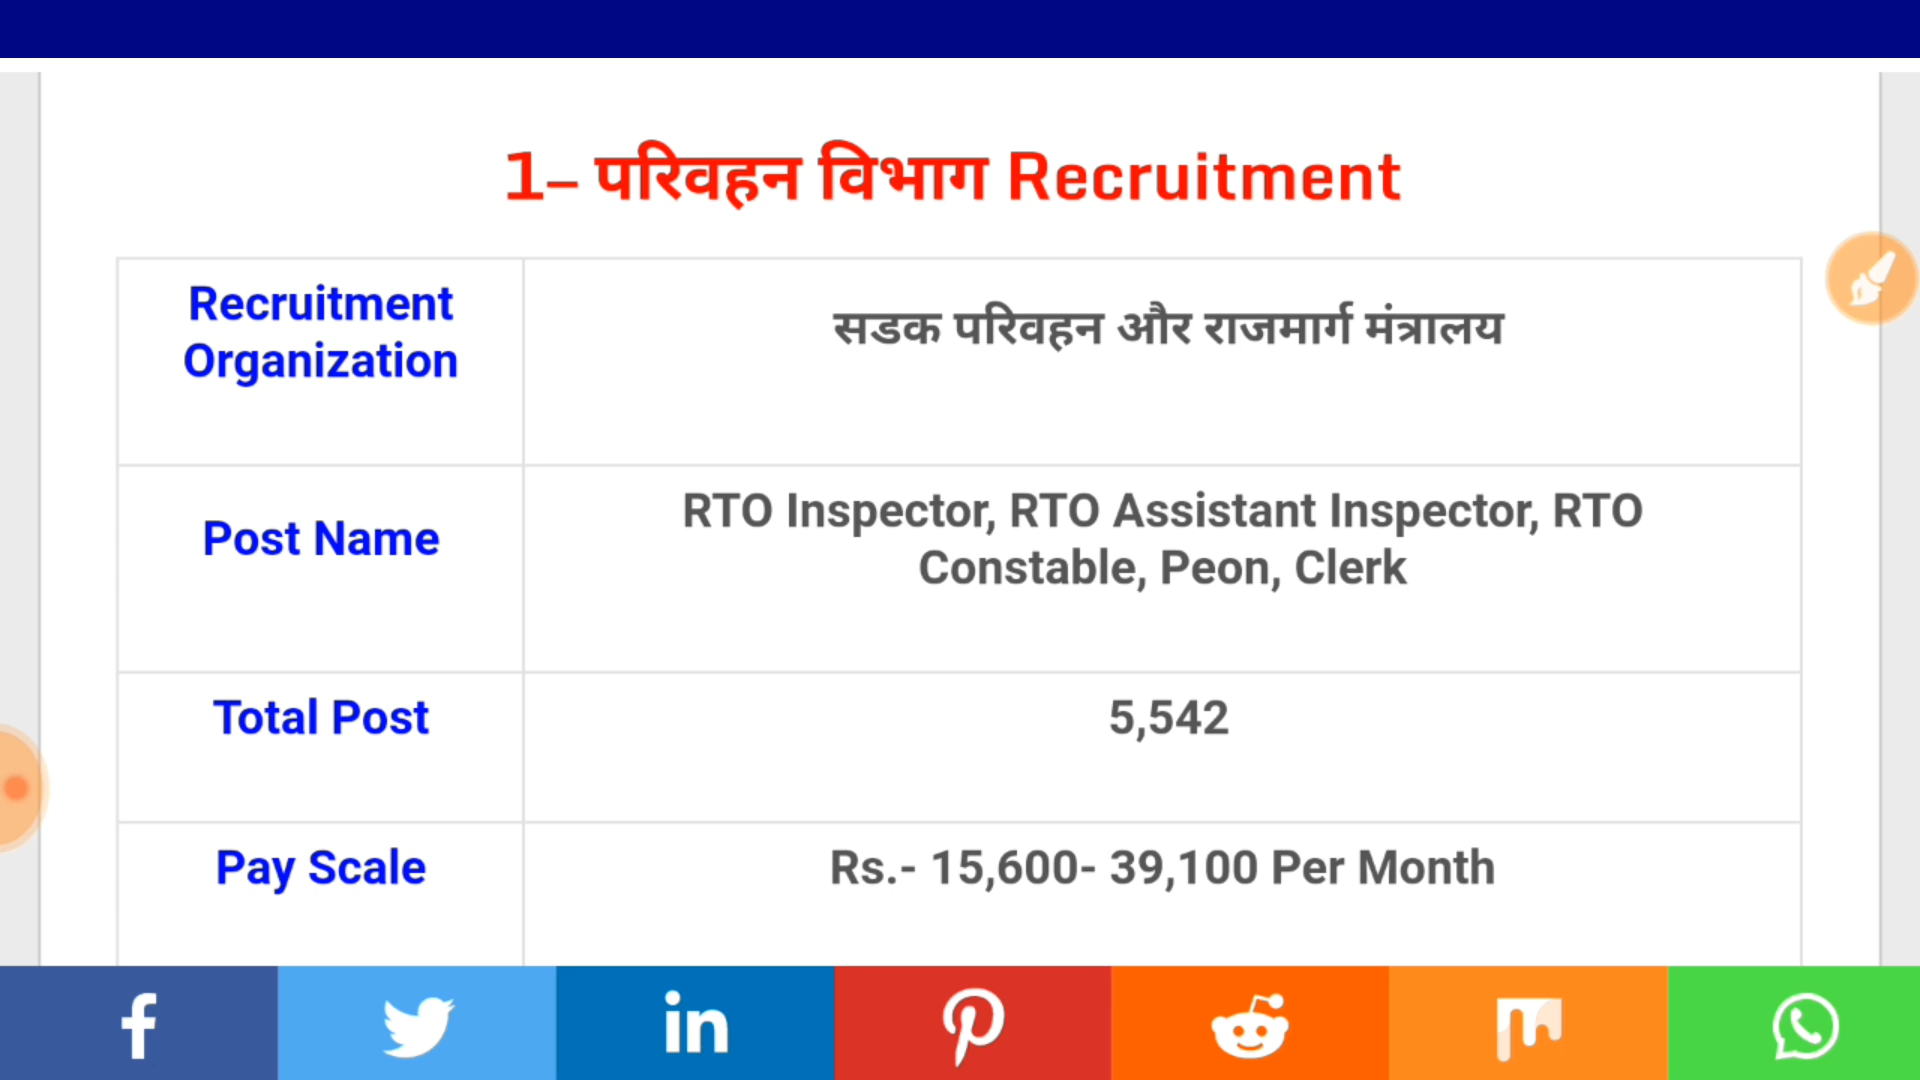 1– परिवहन विभाग Recruitment
Recruitment
Organization
सडक परिवहन और राजमार्ग मंत्रालय
Post Name
RTO Inspector, RTO Assistant Inspector, RTO
Constable, Peon, Clerk
Total Post
5,542
Pay Scale
Rs.- 15,600- 39,100 Per Month